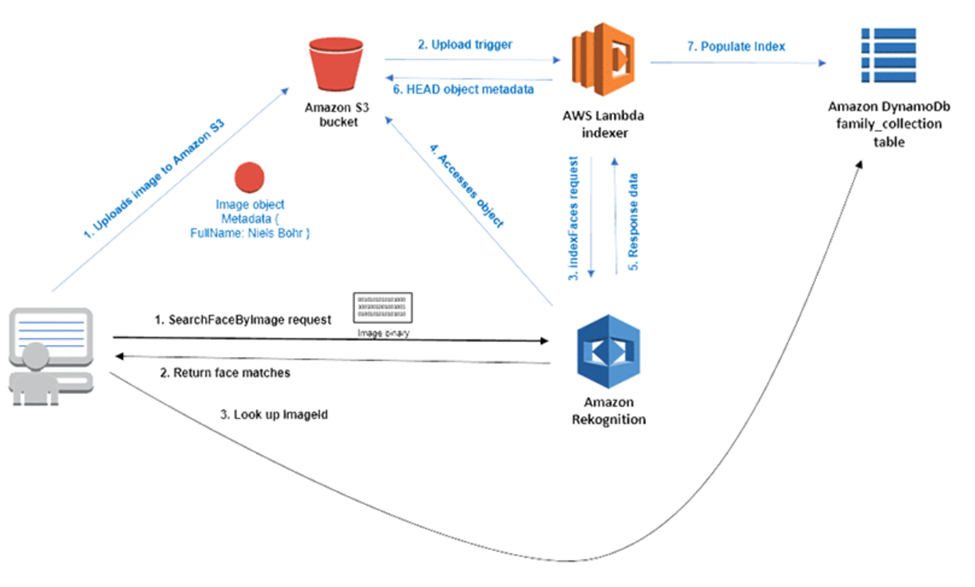 2. Upload trigger
7. Populate Index
6. HEAD object metadata
Amazon S3
bucket
AWS Lambda
indexer
Amazon DynamoDb
family_collection
table
1. Uploads image to Amazon S3
4. Accesses object
3. indexFaces request
5. Response data
Image object
Metadata {
FullName: Niels Bohr }
1. SearchFaceByImage request
Image binary
2. Return face matches
3. Look up ImageId
Amazon
Rekognition